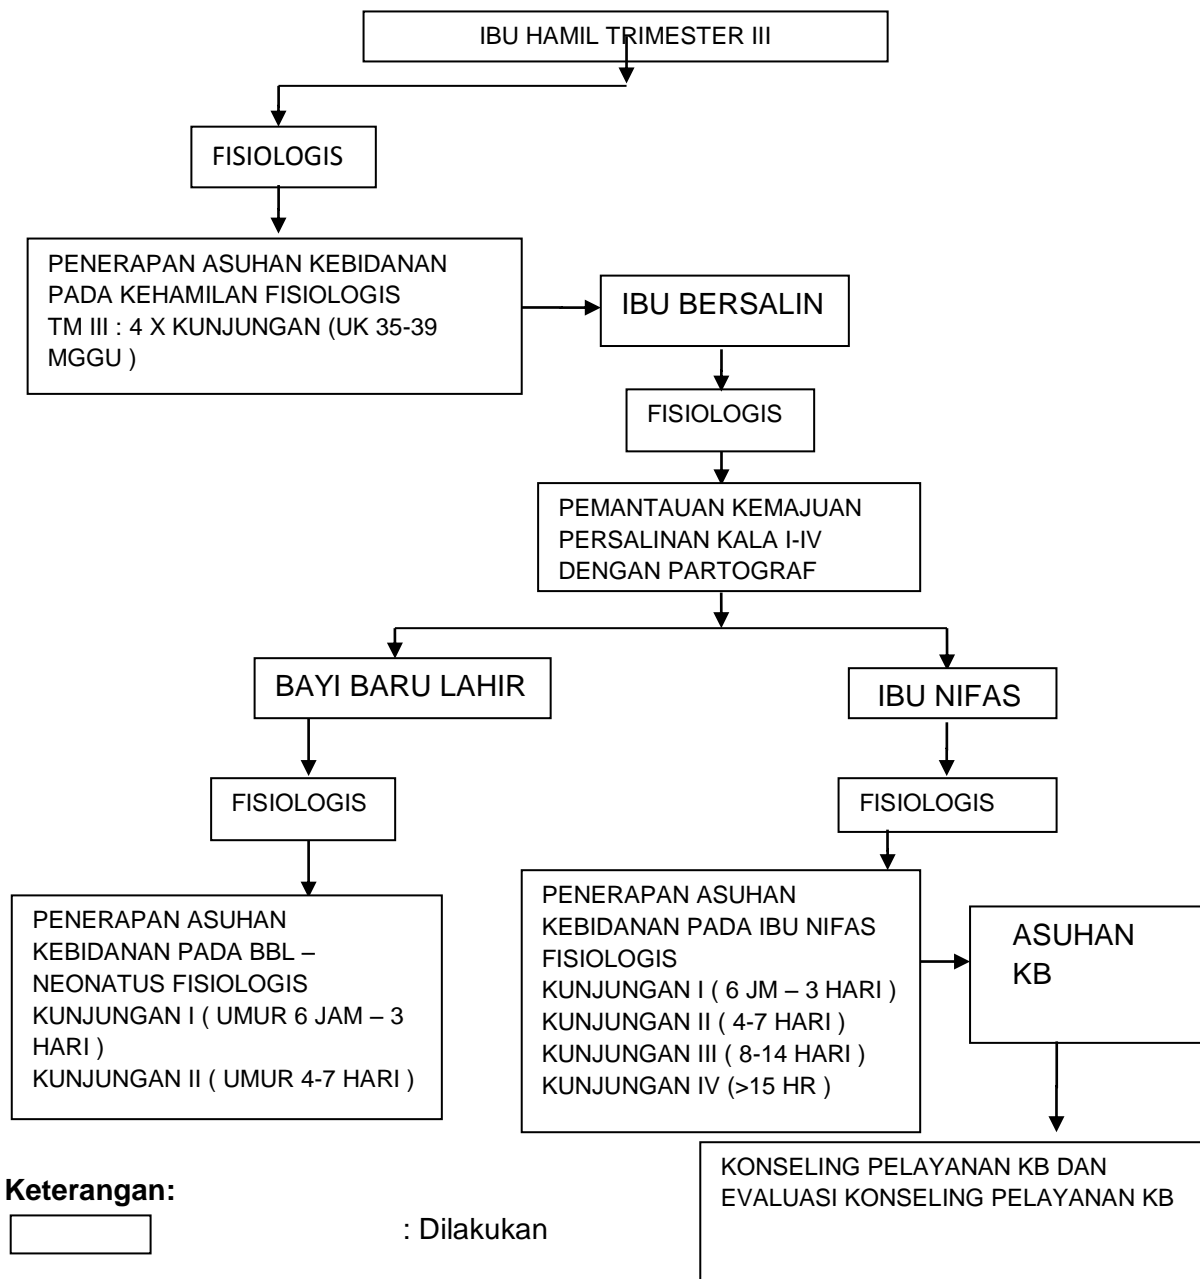 IBU HAMIL TRIMESTER III
FISIOLOGIS
PENERAPAN ASUHAN KEBIDANAN
PADA KEHAMILAN FISIOLOGIS
TM III : 4 X KUNJUNGAN (UK 35-39
MGGU )
IBU BERSALIN
FISIOLOGIS
PEMANTAUAN KEMAJUAN
PERSALINAN KALA I-IV
DENGAN PARTOGRAF
BAYI BARU LAHIR
IBU NIFAS
FISIOLOGIS
FISIOLOGIS
PENERAPAN ASUHAN
KEBIDANAN PADA BBL –
NEONATUS FISIOLOGIS
KUNJUNGAN I ( UMUR 6 JAM – 3
HARI )
KUNJUNGAN II ( UMUR 4-7 HARI )
PENERAPAN ASUHAN
KEBIDANAN PADA IBU NIFAS
FISIOLOGIS
KUNJUNGAN I ( 6 JM – 3 HARI )
KUNJUNGAN II ( 4-7 HARI )
KUNJUNGAN III ( 8-14 HARI )
KUNJUNGAN IV (>15 HR )
ASUHAN
KB
KONSELING PELAYANAN KB DAN
EVALUASI KONSELING PELAYANAN KB
Keterangan:
: Dilakukan